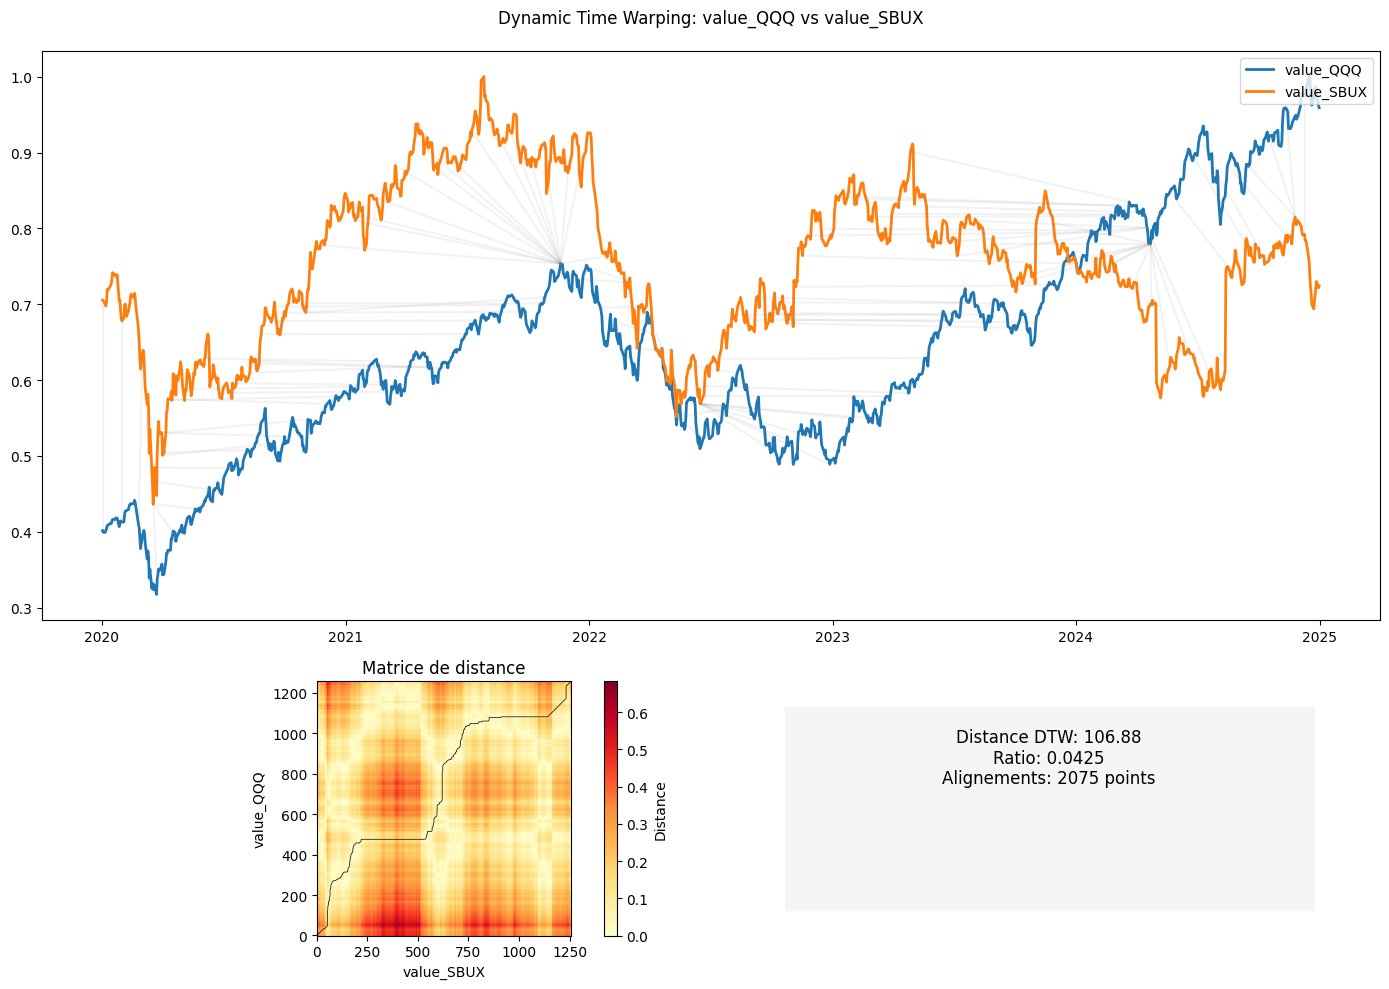 Dynamic Time Warping: value_QQQ vs value_SBUX
value_QQQ
value_SBUX
1.0
0.9
0.8
0.7
0.6
0.5
0.4
0.3
2020 2021 2022 2023 2024 2025
Matrice de distance
1200
1000
800
600
400
200
0
value_QQQ
0 250 500 750 1000 1250
value_SBUX
0.6
0.5
0.4
0.3
0.2
0.1
0.0
Distance
Distance DTW: 106.88
Ratio: 0.0425
Alignements: 2075 points